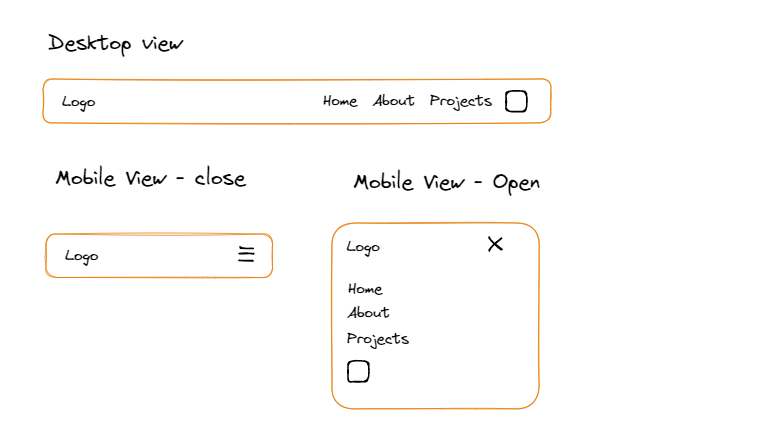 Desktop view
Logo Home About Projects
Mobile View - close
Logo
Mobile View - Open
Logo
Home
About
Projects